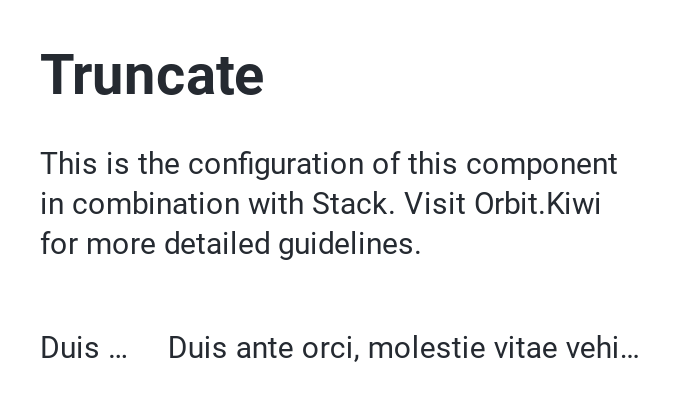 Truncate
This is the configuration of this component
in combination with Stack. Visit Orbit.Kiwi
for more detailed guidelines.
Duis … Duis ante orci, molestie vitae vehi…